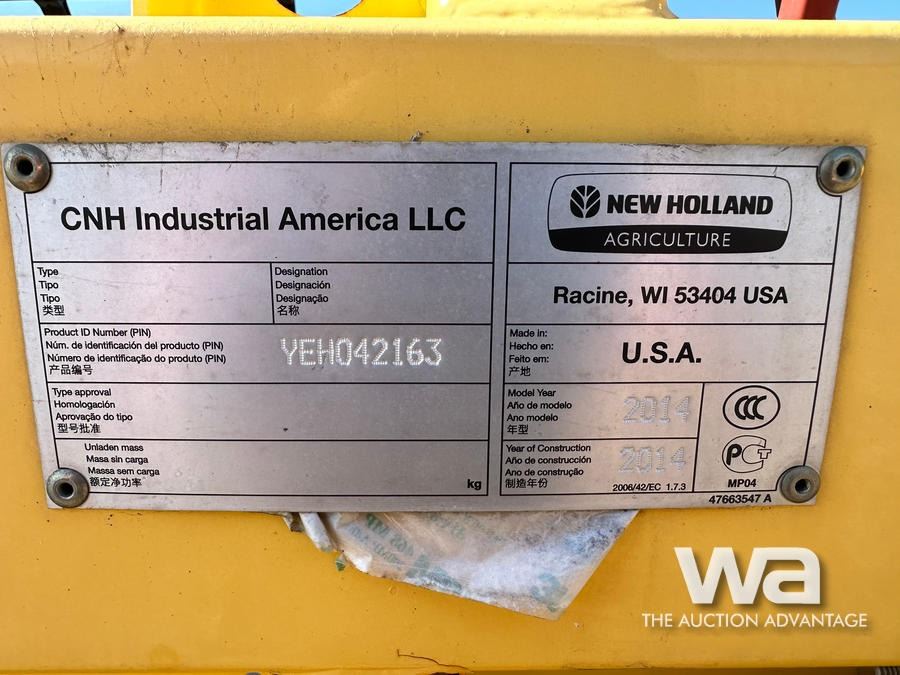 CNH Industrial America LLC
Type
Tipo
Tipo
类型
Designation
Designación
Designação
名称
Product ID Number (PIN)
Núm. de identificación del producto (PIN)
Número de identificação do produto (PIN)
产品编号
YEH042163
Type approval
Homologación
Aprovação do tipo
型号批准
Unladen mass
Masa sin carga
Massa sem carga
额定净功率
kg
NEW HOLLAND
AGRICULTURE
Racine, WI 53404 USA
Made in:
Hecho en:
Feito em:
产地
U.S.A.
Model Year
Año de modelo
Ano de modelo
年型
2014
Year of Construction
Año de construcción
Ano de construção
制造年份
2014
2006/42/EC 1.7.3
CCC
PCT
MP04
47663547 A
wa
THE AUCTION ADVANTAGE